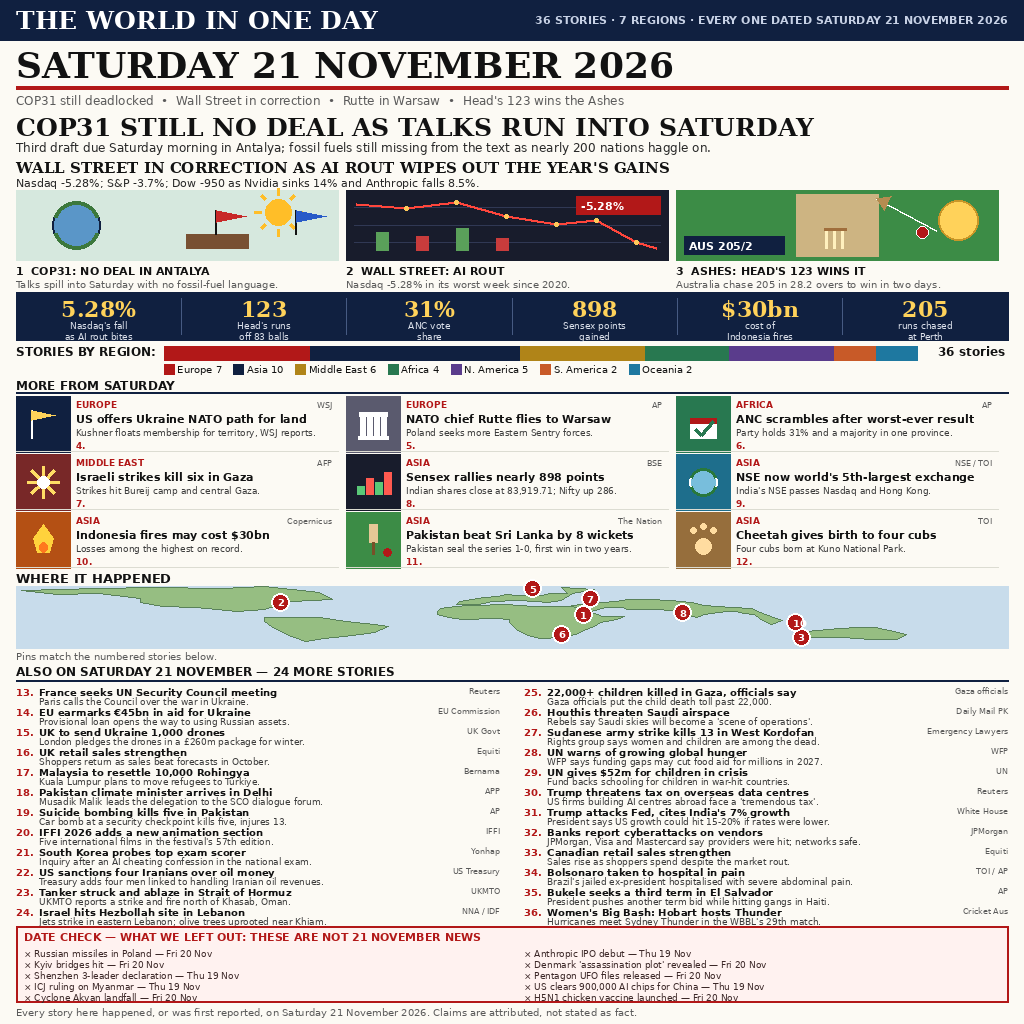 THE WORLD IN ONE DAY
36 STORIES · 7 REGIONS · EVERY ONE DATED SATURDAY 21 NOVEMBER 2026
SATURDAY 21 NOVEMBER 2026
COP31 still deadlocked • Wall Street in correction • Rutte in Warsaw • Head's 123 wins the Ashes
COP31 STILL NO DEAL AS TALKS RUN INTO SATURDAY
Third draft due Saturday morning in Antalya; fossil fuels still missing from the text as nearly 200 nations haggle on.
WALL STREET IN CORRECTION AS AI ROUT WIPES OUT THE YEAR'S GAINS
Nasdaq -5.28%; S&P -3.7%; Dow -950 as Nvidia sinks 14% and Anthropic falls 8.5%.
-5.28%
AUS 205/2
1 COP31: NO DEAL IN ANTALYA
Talks spill into Saturday with no fossil-fuel language.
2 WALL STREET: AI ROUT
Nasdaq -5.28% in its worst week since 2020.
3 ASHES: HEAD'S 123 WINS IT
Australia chase 205 in 28.2 overs to win in two days.
5.28%
Nasdaq's fall
as AI rout bites
123
Head's runs
off 83 balls
31%
ANC vote
share
898
Sensex points
gained
$30bn
cost of
Indonesia fires
205
runs chased
at Perth
STORIES BY REGION:
36 stories
Europe 7 Asia 10 Middle East 6 Africa 4 N. America 5 S. America 2 Oceania 2
MORE FROM SATURDAY
EUROPE WSJ
US offers Ukraine NATO path for land
Kushner floats membership for territory, WSJ reports.
4.
EUROPE AP
NATO chief Rutte flies to Warsaw
Poland seeks more Eastern Sentry forces.
5.
AFRICA AP
ANC scrambles after worst-ever result
Party holds 31% and a majority in one province.
6.
MIDDLE EAST AFP
Israeli strikes kill six in Gaza
Strikes hit Bureij camp and central Gaza.
7.
ASIA BSE
Sensex rallies nearly 898 points
Indian shares close at 83,919.71; Nifty up 286.
8.
ASIA NSE / TOI
NSE now world's 5th-largest exchange
India's NSE passes Nasdaq and Hong Kong.
9.
ASIA Copernicus
Indonesia fires may cost $30bn
Losses among the highest on record.
10.
ASIA The Nation
Pakistan beat Sri Lanka by 8 wickets
Pakistan seal the series 1-0, first win in two years.
11.
ASIA TOI
Cheetah gives birth to four cubs
Four cubs born at Kuno National Park.
12.
WHERE IT HAPPENED
5
2
7
1
8
6
3
Pins match the numbered stories below.
ALSO ON SATURDAY 21 NOVEMBER — 24 MORE STORIES
13. France seeks UN Security Council meeting Reuters
Paris calls the Council over the war in Ukraine.
14. EU earmarks €45bn in aid for Ukraine EU Commission
Provisional loan opens the way to using Russian assets.
15. UK to send Ukraine 1,000 drones UK Govt
London pledges the drones in a £260m package for winter.
16. UK retail sales strengthen Equiti
Shoppers return as sales beat forecasts in October.
17. Malaysia to resettle 10,000 Rohingya Bernama
Kuala Lumpur plans to move refugees to Türkiye.
18. Pakistan climate minister arrives in Delhi APP
Musadik Malik leads the delegation to the SCO dialogue forum.
19. Suicide bombing kills five in Pakistan AP
Car bomb at a security checkpoint kills five, injures 13.
20. IFFI 2026 adds a new animation section IFFI
Five international films in the festival's 57th edition.
21. South Korea probes top exam scorer Yonhap
Inquiry after an AI cheating confession in the national exam.
22. US sanctions four Iranians over oil money US Treasury
Treasury adds four men linked to handling Iranian oil revenues.
23. Tanker struck and ablaze in Strait of Hormuz UKMTO
UKMTO reports a strike and fire north of Khasab, Oman.
24. Israel hits Hezbollah site in Lebanon NNA / IDF
Jets strike in eastern Lebanon; olive trees uprooted near Khiam.
25. 22,000+ children killed in Gaza, officials say Gaza officials
Gaza officials put the child death toll past 22,000.
26. Houthis threaten Saudi airspace Daily Mail PK
Rebels say Saudi skies will become a 'scene of operations'.
27. Sudanese army strike kills 13 in West Kordofan Emergency Lawyers
Rights group says women and children are among the dead.
28. UN warns of growing global hunger WFP
WFP says funding gaps may cut food aid for millions in 2027.
29. UN gives $52m for children in crisis UN
Fund backs schooling for children in war-hit countries.
30. Trump threatens tax on overseas data centres Reuters
US firms building AI centres abroad face a 'tremendous tax'.
31. Trump attacks Fed, cites India's 7% growth White House
President says US growth could hit 15-20% if rates were lower.
32. Banks report cyberattacks on vendors JPMorgan
JPMorgan, Visa and Mastercard say providers were hit; networks safe.
33. Canadian retail sales strengthen Equiti
Sales rise as shoppers spend despite the market rout.
34. Bolsonaro taken to hospital in pain TOI / AP
Brazil's jailed ex-president hospitalised with severe abdominal pain.
35. Bukele seeks a third term in El Salvador AP
President pushes another term bid while hitting gangs in Haiti.
36. Women's Big Bash: Hobart hosts Thunder Cricket Aus
Hurricanes meet Sydney Thunder in the WBBL's 29th match.
DATE CHECK — WHAT WE LEFT OUT: THESE ARE NOT 21 NOVEMBER NEWS
× Russian missiles in Poland — Fri 20 Nov
× Kyiv bridges hit — Fri 20 Nov
× Shenzhen 3-leader declaration — Thu 19 Nov
× ICJ ruling on Myanmar — Thu 19 Nov
× Cyclone Akvan landfall — Fri 20 Nov
× Anthropic IPO debut — Thu 19 Nov
× Denmark 'assassination plot' revealed — Fri 20 Nov
× Pentagon UFO files released — Fri 20 Nov
× US clears 900,000 AI chips for China — Thu 19 Nov
× H5N1 chicken vaccine launched — Fri 20 Nov
Every story here happened, or was first reported, on Saturday 21 November 2026. Claims are attributed, not stated as fact.